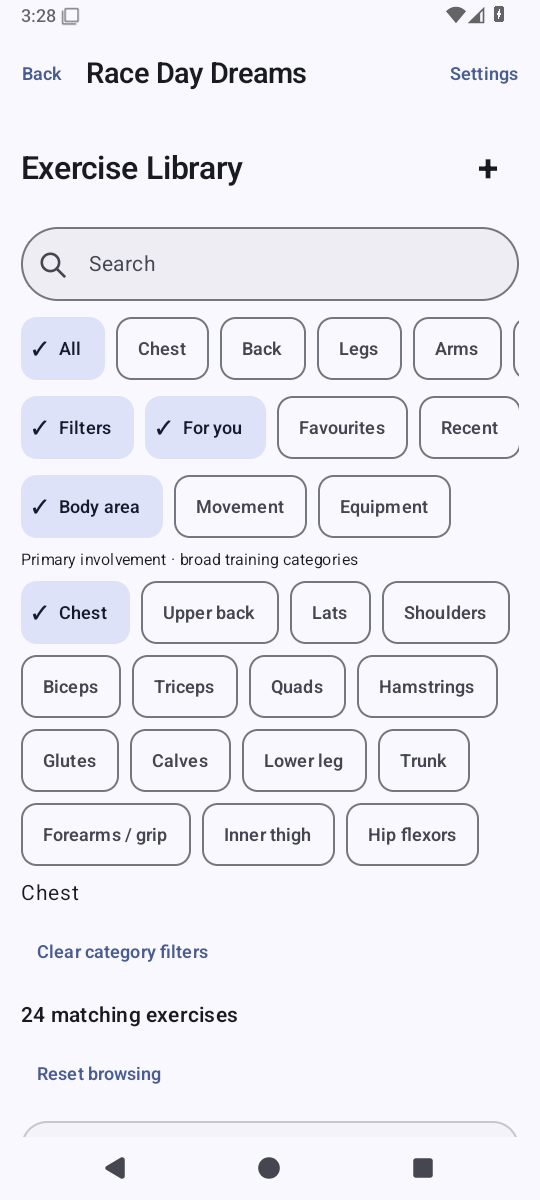 3:28
Back Race Day Dreams Settings
Exercise Library +
Search
✓ All Chest Back Legs Arms
✓ Filters ✓ For you Favourites Recent
✓ Body area Movement Equipment
Primary involvement · broad training categories
✓ Chest Upper back Lats Shoulders
Biceps Triceps Quads Hamstrings
Glutes Calves Lower leg Trunk
Forearms / grip Inner thigh Hip flexors
Chest
Clear category filters
24 matching exercises
Reset browsing